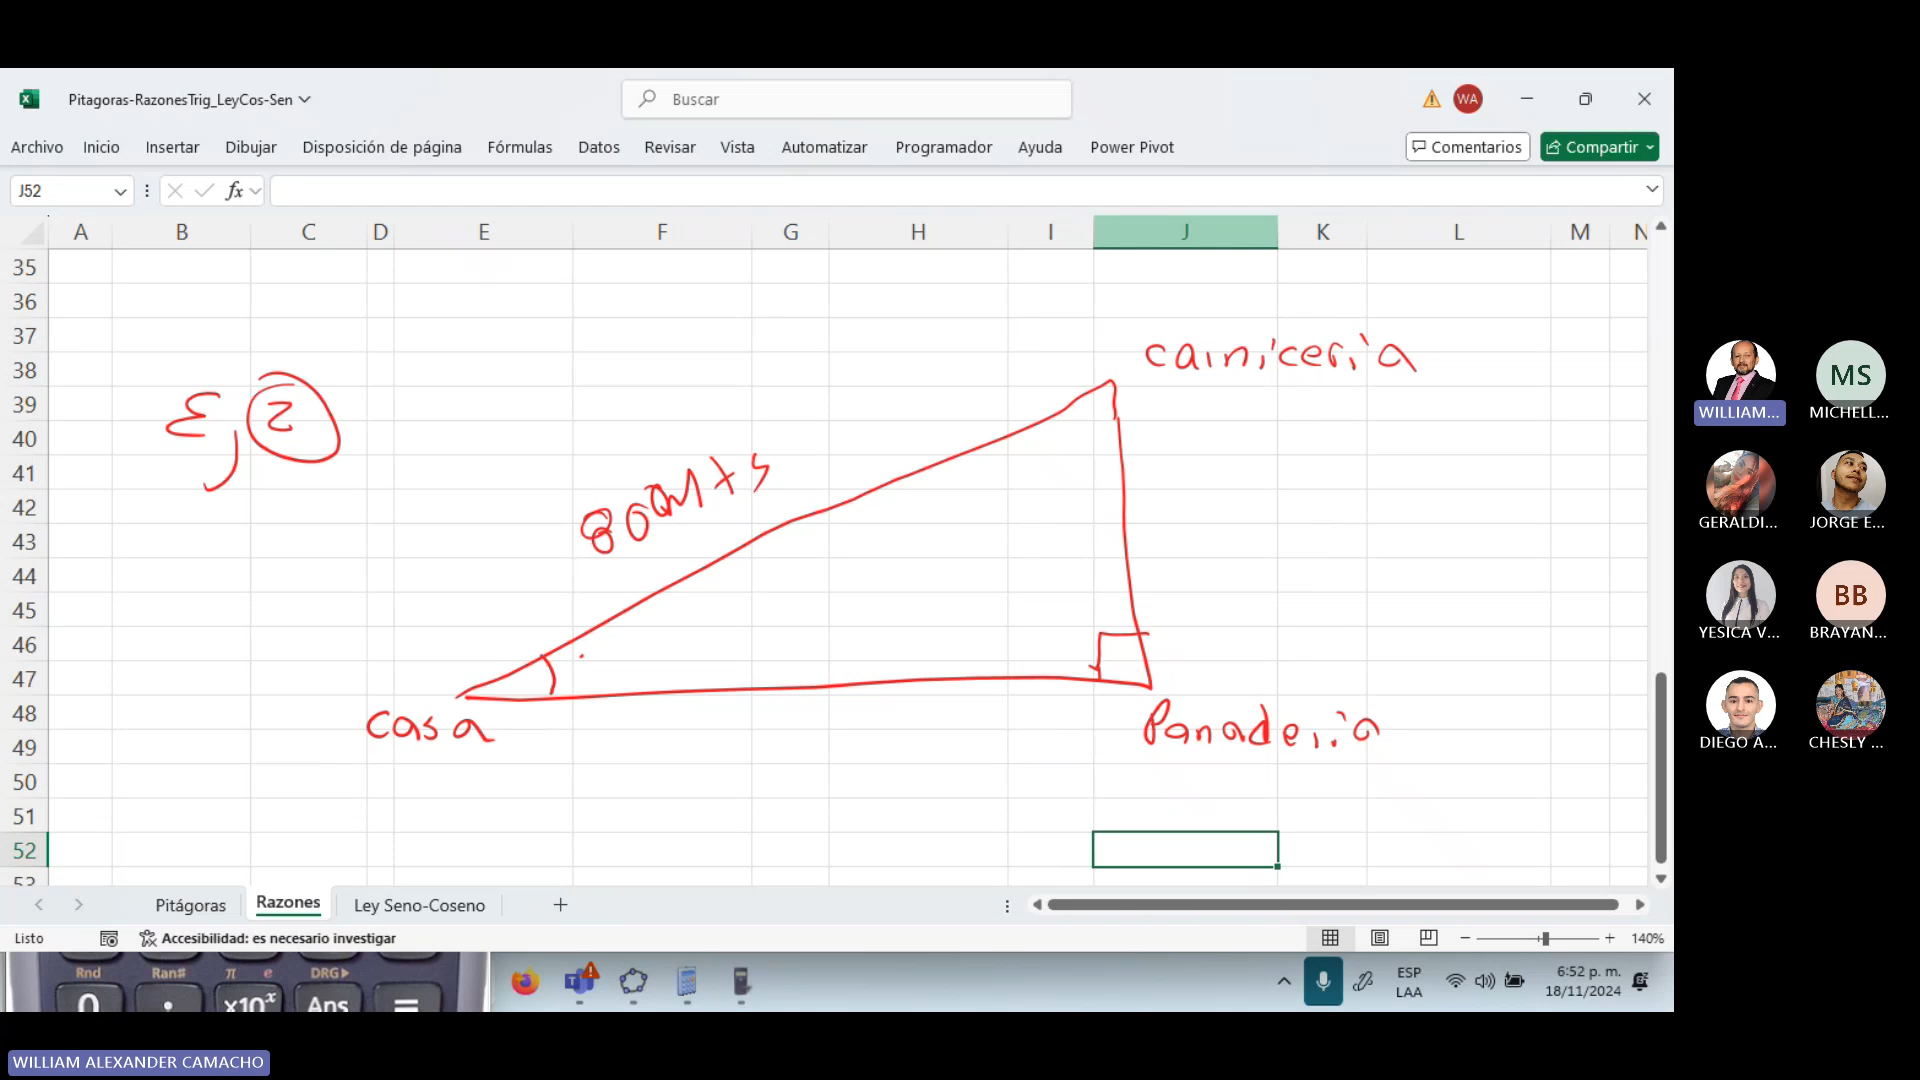 Pitagoras-RazonesTrig_LeyCos-Sen
Buscar
WA
Archivo Inicio Insertar Dibujar Disposición de página Fórmulas Datos Revisar Vista Automatizar Programador Ayuda Power Pivot
Comentarios Compartir
J52
fx
A B C D E F G H I J K L M N
35
36
37
38
39
40
41
42
43
44
45
46
47
48
49
50
51
52
53
Ej 2
carnicería
800Mts
casa
Panadería
Pitágoras Razones Ley Seno-Coseno
Listo
Accesibilidad: es necesario investigar
140%
Rnd Ran# π e DRG▶
0 . ×10x Ans =
ESP
LAA
6:52 p. m.
18/11/2024
WILLIAM...
MS
MICHELL...
GERALDI...
JORGE E...
YESICA V...
BB
BRAYAN...
DIEGO A...
CHESLY ...
WILLIAM ALEXANDER CAMACHO